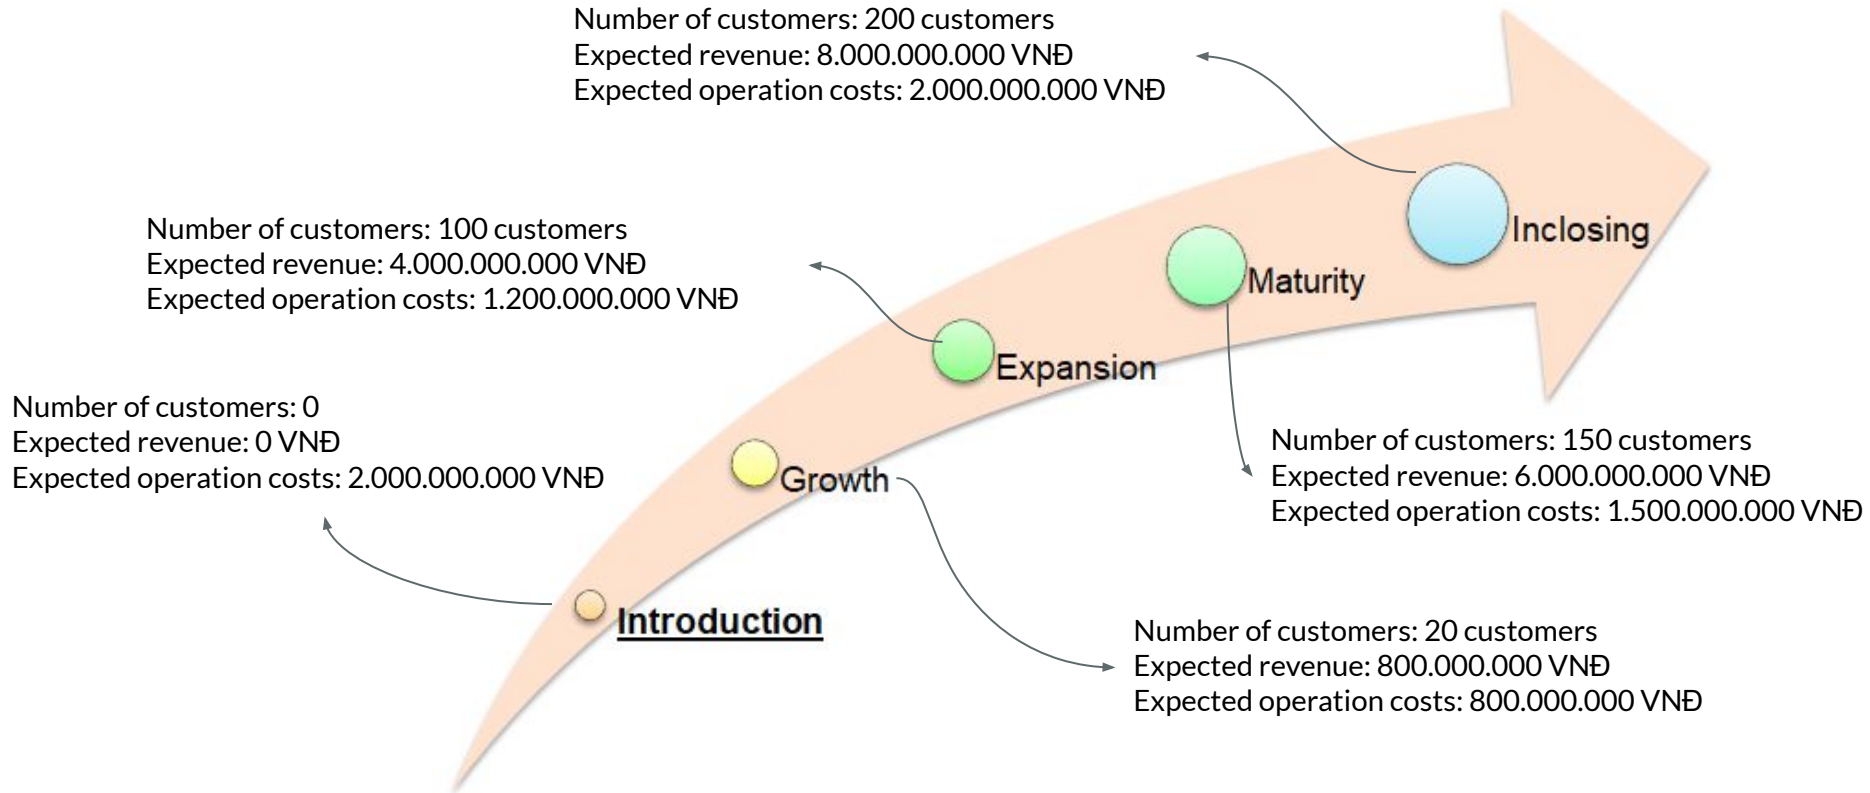 Number of customers: 200 customers
Expected revenue: 8.000.000.000 VNĐ
Expected operation costs: 2.000.000.000 VNĐ
Inclosing
Number of customers: 100 customers
Expected revenue: 4.000.000.000 VNĐ
Expected operation costs: 1.200.000.000 VNĐ
Maturity
Expansion
Number of customers: 0
Expected revenue: 0 VNĐ
Expected operation costs: 2.000.000.000 VNĐ
Number of customers: 150 customers
Expected revenue: 6.000.000.000 VNĐ
Expected operation costs: 1.500.000.000 VNĐ
Growth
Introduction
Number of customers: 20 customers
Expected revenue: 800.000.000 VNĐ
Expected operation costs: 800.000.000 VNĐ